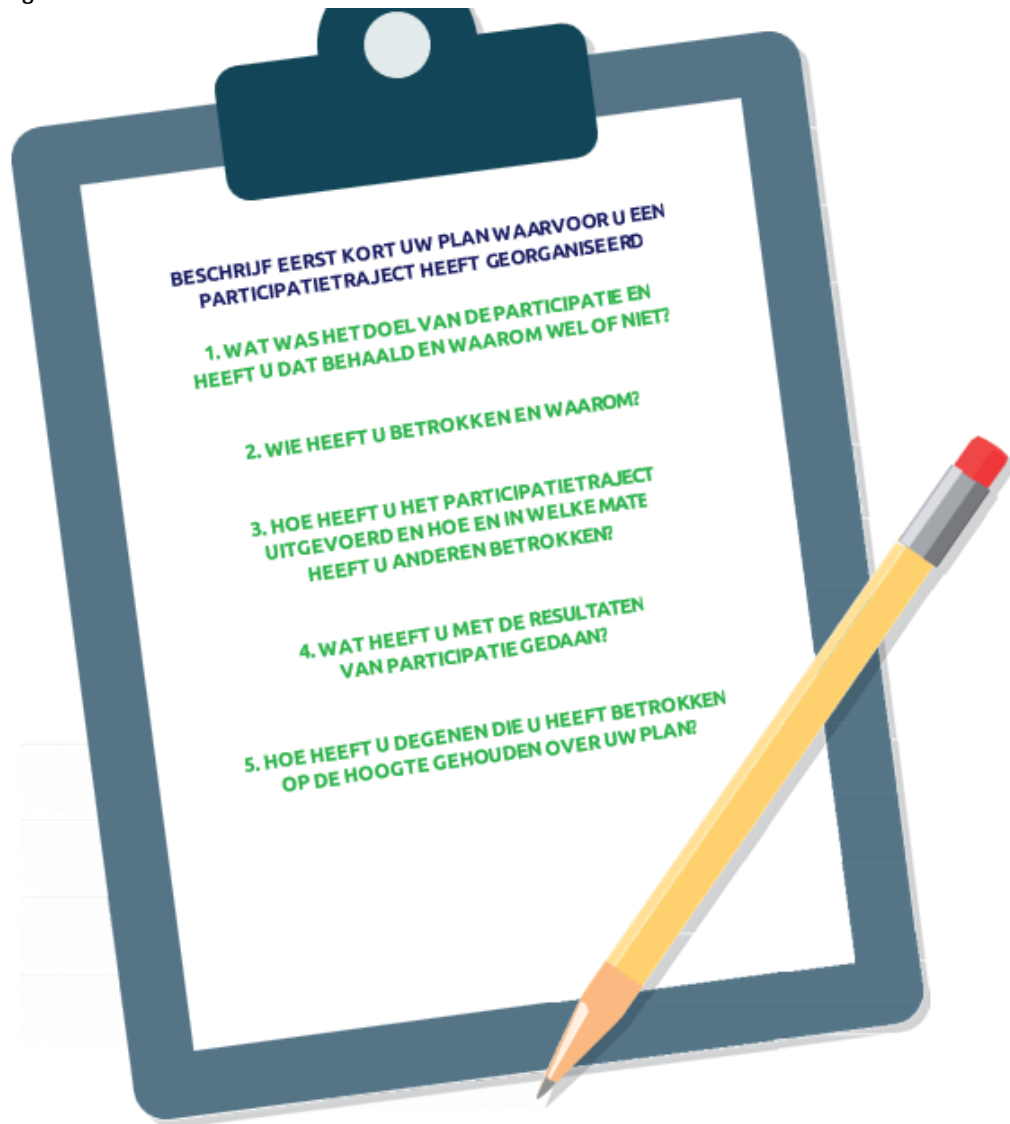 BESCHRIJF EERST KORT UW PLAN WAARVOOR U EEN
PARTICIPATIETRAJECT HEEFT GEORGANISEERD
1. WAT WAS HET DOEL VAN DE PARTICIPATIE EN
HEEFT U DAT BEHAALD EN WAAROM WEL OF NIET?
2. WIE HEEFT U BETROKKEN EN WAAROM?
3. HOE HEEFT U HET PARTICIPATIETRAJECT
UITGEVOERD EN HOE EN IN WELKE MATE
HEEFT U ANDEREN BETROKKEN?
4. WAT HEEFT U MET DE RESULTATEN
VAN PARTICIPATIE GEDAAN?
5. HOE HEEFT U DEGENEN DIE U HEEFT BETROKKEN
OP DE HOOGTE GEHOUDEN OVER UW PLAN?